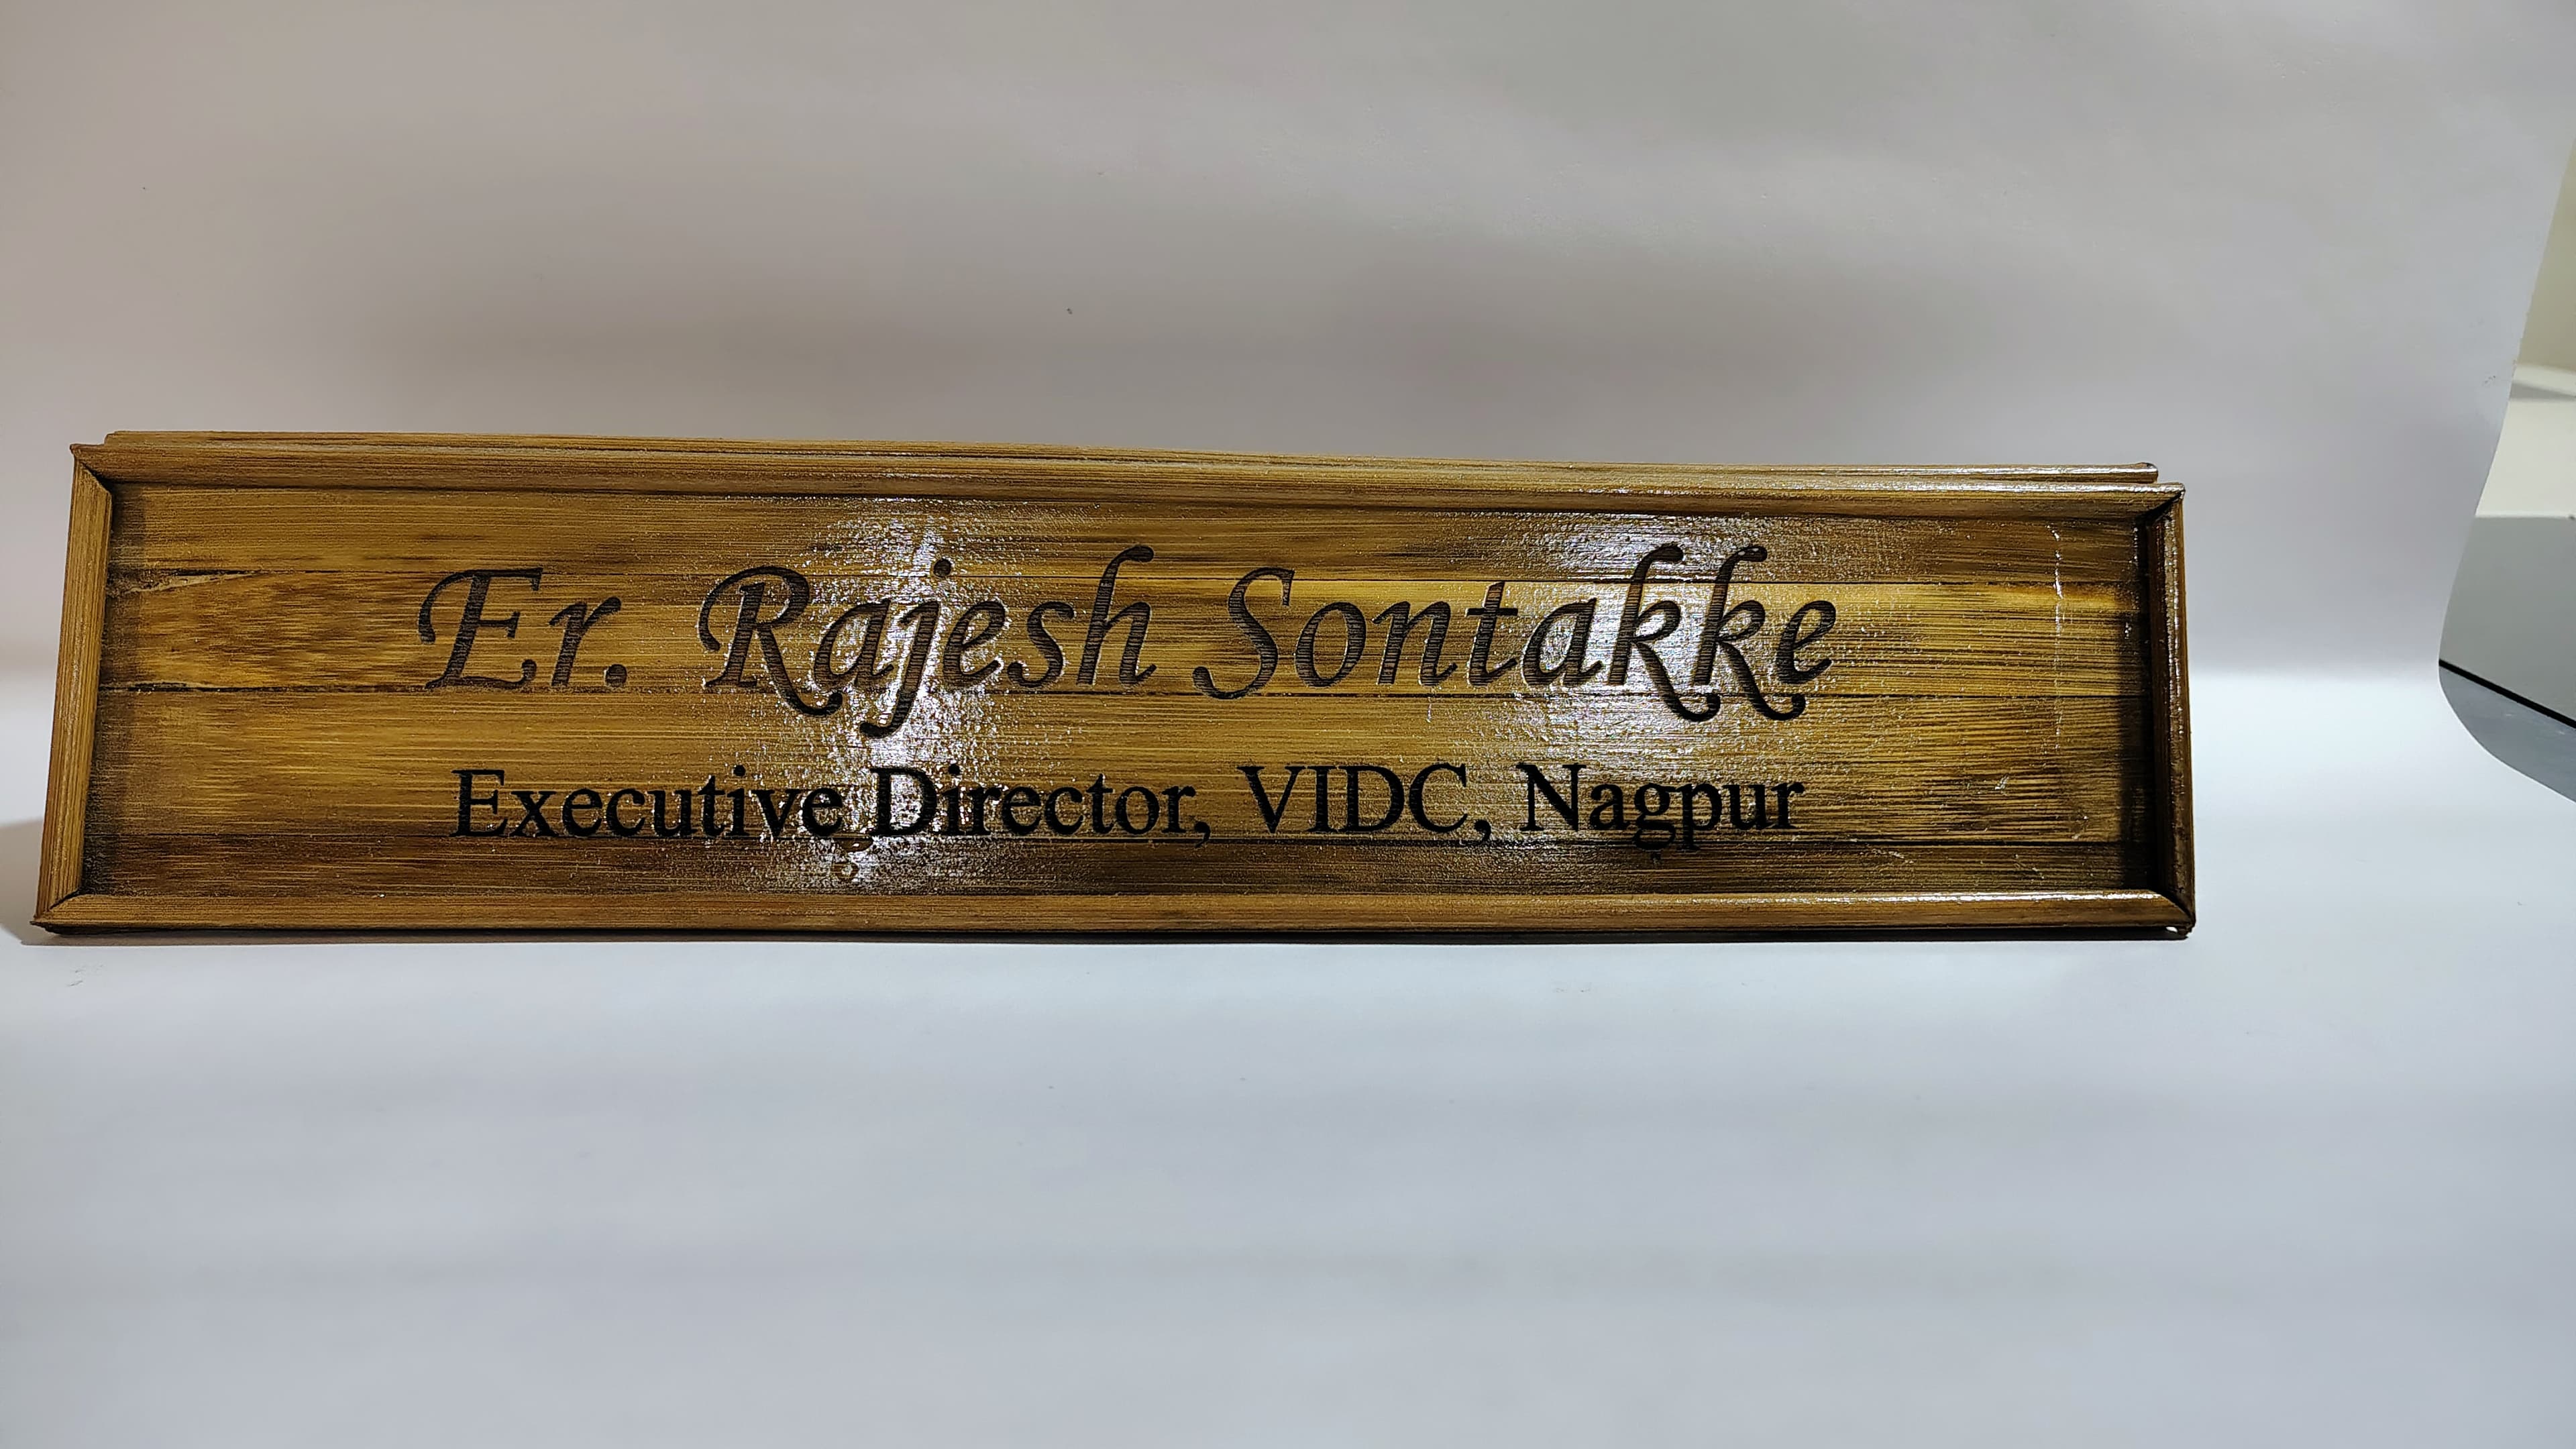 Er. Rajesh Sontakke
Executive Director, VIDC, Nagpur